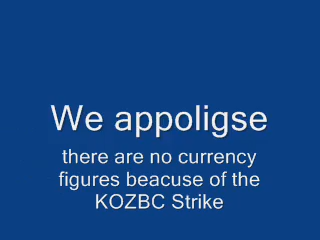 We appoligse
there are no currency
figures beacuse of the
KOZBC Strike